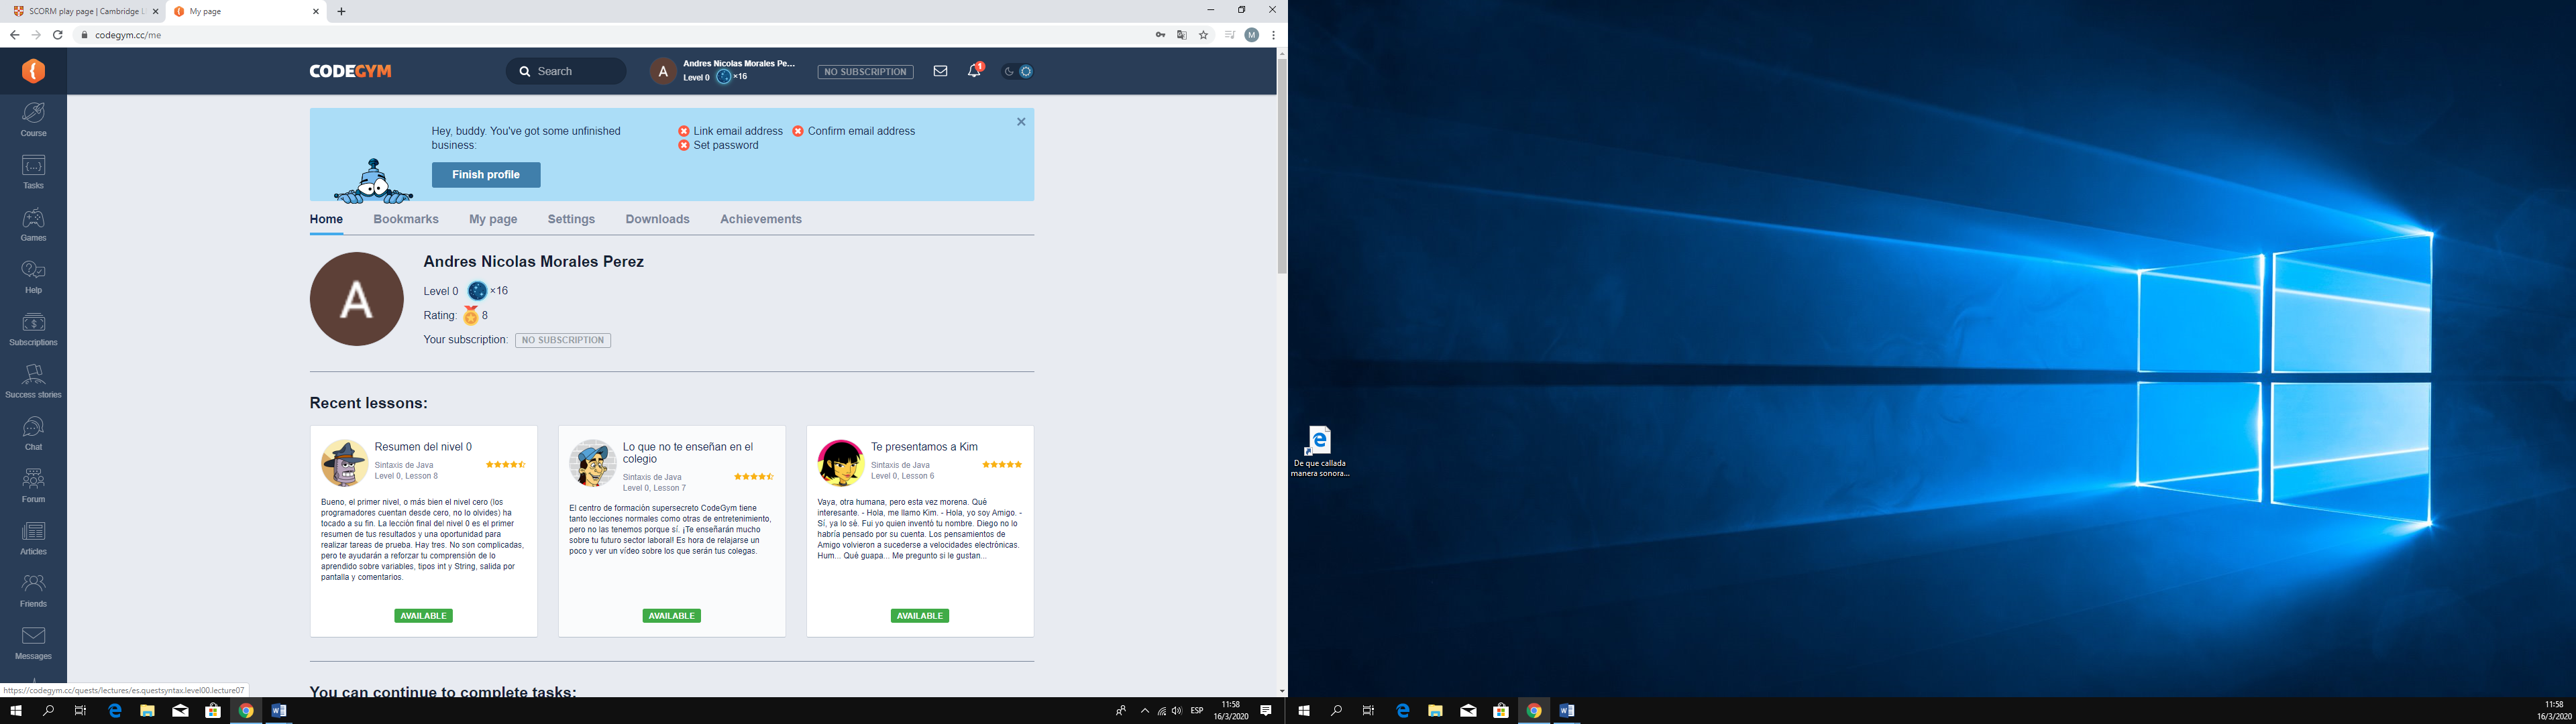 SCORM play page | Cambridge L
My page
codegym.cc/me
M
CODEGYM
Search
A
Andres Nicolas Morales Pe...
Level 0 ×16
NO SUBSCRIPTION
1
Course
Tasks
Games
Help
Subscriptions
Success stories
Chat
Forum
Articles
Friends
Messages
Hey, buddy. You've got some unfinished
business:
Finish profile
Link email address
Confirm email address
Set password
Home
Bookmarks
My page
Settings
Downloads
Achievements
A
Andres Nicolas Morales Perez
Level 0 ×16
Rating: 8
Your subscription: NO SUBSCRIPTION
Recent lessons:
Resumen del nivel 0
Sintaxis de Java
Level 0, Lesson 8
Bueno, el primer nivel, o más bien el nivel cero (los
programadores cuentan desde cero, no lo olvides) ha
tocado a su fin. La lección final del nivel 0 es el primer
resumen de tus resultados y una oportunidad para
realizar tareas de prueba. Hay tres. No son complicadas,
pero te ayudarán a reforzar tu comprensión de lo
aprendido sobre variables, tipos int y String, salida por
pantalla y comentarios.
AVAILABLE
Lo que no te enseñan en el
colegio
Sintaxis de Java
Level 0, Lesson 7
El centro de formación supersecreto CodeGym tiene
tanto lecciones normales como otras de entretenimiento,
pero no las tenemos porque sí. ¡Te enseñarán mucho
sobre tu futuro sector laboral! Es hora de relajarse un
poco y ver un vídeo sobre los que serán tus colegas.
AVAILABLE
Te presentamos a Kim
Sintaxis de Java
Level 0, Lesson 6
Vaya, otra humana, pero esta vez morena. Qué
interesante. - Hola, me llamo Kim. - Hola, yo soy Amigo. -
Sí, ya lo sé. Fui yo quien inventó tu nombre. Diego no lo
habría pensado por su cuenta. Los pensamientos de
Amigo volvieron a sucederse a velocidades electrónicas.
Hum... Qué guapa... Me pregunto si le gustan...
AVAILABLE
You can continue to complete tasks:
https://codegym.cc/quests/lectures/es.questsyntax.level00.lecture07
ESP
11:58
16/3/2020
De que callada
manera sonora...
11:58
16/3/2020